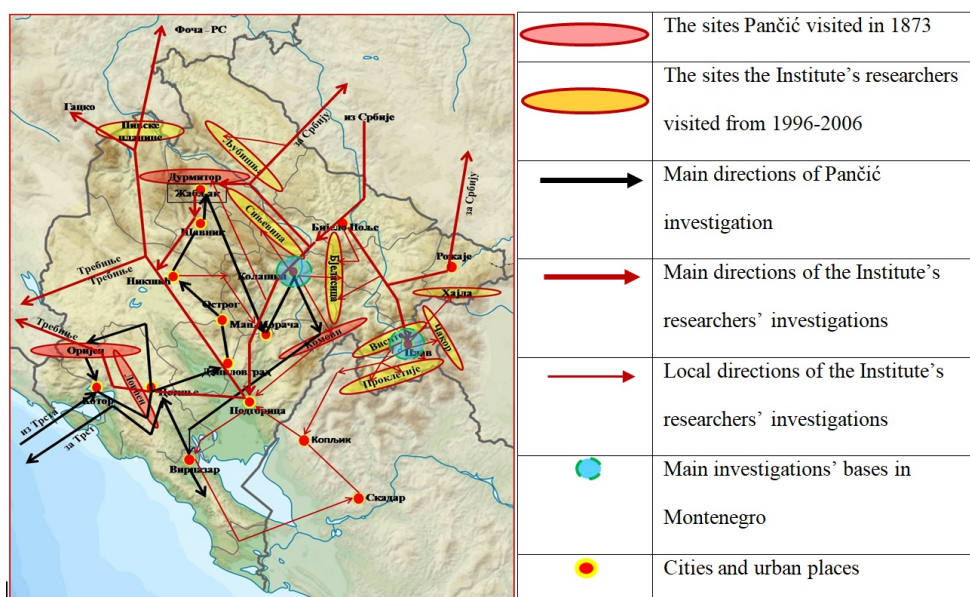 Фоча-РС
Гацко
Пивске
планине
Љубишња
за Србију
из Србије
за Србију
Дурмитор
Жабљак
Шавник
Сињевина
Бијело Поље
Рожаје
Требиње
Требиње
Никшић
Колашин
Бјеласица
Хајла
Острог
Ман. Морача
Требиње
Комови
Чакор
Орјен
Ловћен
Даниловград
Плав
Проклетије
Котор
Цетиње
Подгорица
из Трста
за Трст
Копљик
Вирпазар
Скадар
The sites Pančić visited in 1873
The sites the Institute’s researchers
visited from 1996-2006
Main directions of Pančić
investigation
Main directions of the Institute’s
researchers’ investigations
Local directions of the Institute’s
researchers’ investigations
Main investigations’ bases in
Montenegro
Cities and urban places